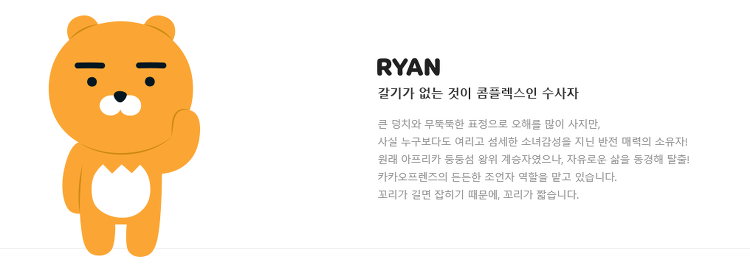 RYAN
갈기가 없는 것이 콤플렉스인 수사자
큰 덩치와 무뚝뚝한 표정으로 오해를 많이 사지만,
사실 누구보다도 여리고 섬세한 소녀감성을 지닌 반전 매력의 소유자!
원래 아프리카 둥둥섬 왕위 계승자였으나, 자유로운 삶을 동경해 탈출!
카카오프렌즈의 든든한 조언자 역할을 맡고 있습니다.
꼬리가 길면 잡히기 때문에, 꼬리가 짧습니다.